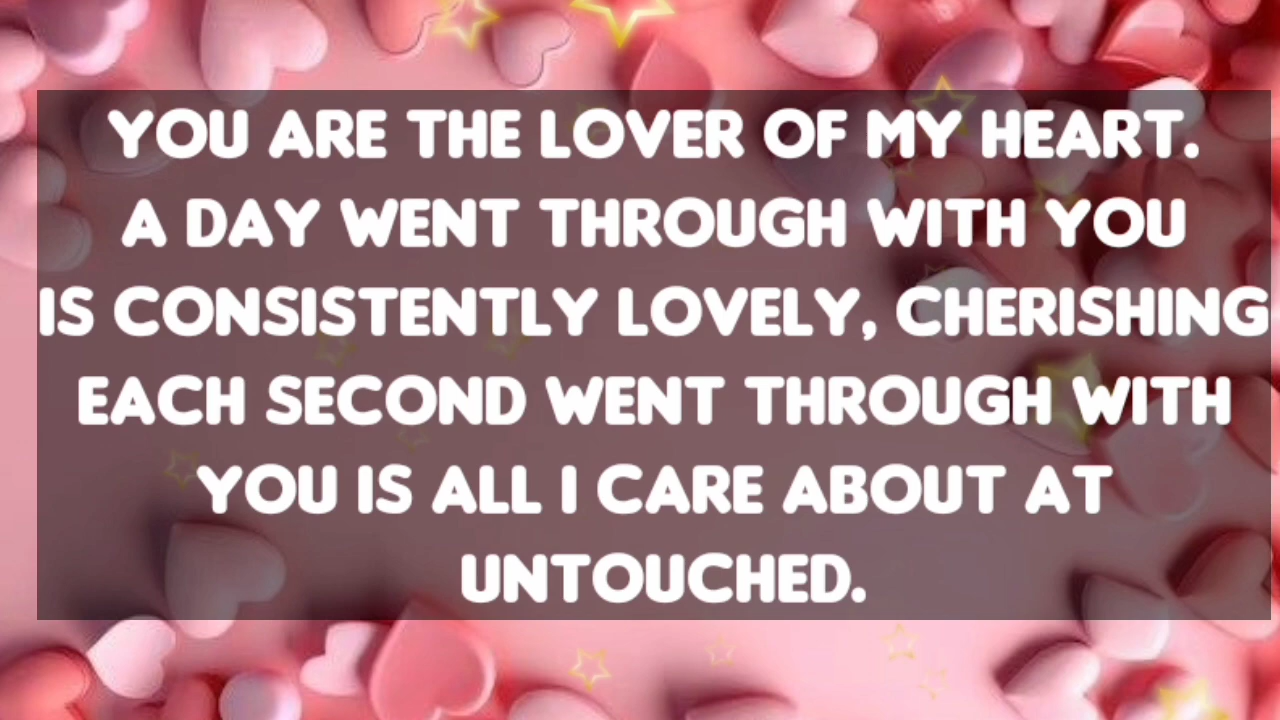 YOU ARE THE LOVER OF MY HEART.
A DAY WENT THROUGH WITH YOU
IS CONSISTENTLY LOVELY, CHERISHING
EACH SECOND WENT THROUGH WITH
YOU IS ALL I CARE ABOUT AT
UNTOUCHED.